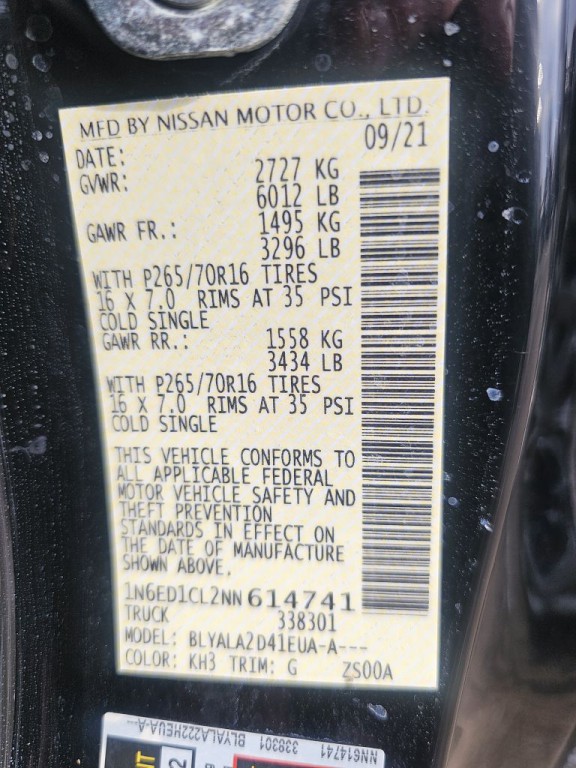 MFD BY NISSAN MOTOR CO., LTD.
DATE: 09/21
GVWR: 2727 KG
6012 LB
GAWR FR.: 1495 KG
3296 LB
WITH P265/70R16 TIRES
16 X 7.0 RIMS AT 35 PSI
COLD SINGLE
GAWR RR.: 1558 KG
3434 LB
WITH P265/70R16 TIRES
16 X 7.0 RIMS AT 35 PSI
COLD SINGLE
THIS VEHICLE CONFORMS TO
ALL APPLICABLE FEDERAL
MOTOR VEHICLE SAFETY AND
THEFT PREVENTION
STANDARDS IN EFFECT ON
THE DATE OF MANUFACTURE
SHOWN ABOVE.
1N6ED1CL2NN614741
TRUCK 338301
MODEL: BLYALA2D41EUA-A---
COLOR: KH3 TRIM: G ZS00A
NN614741 338301 BLYALA222HEUA-A---